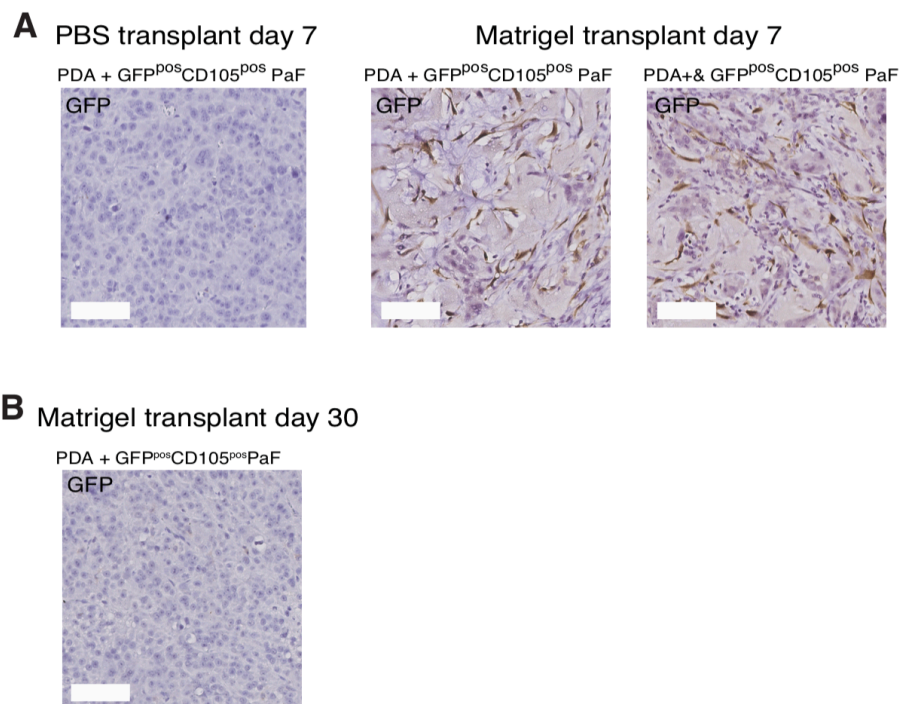 A
PBS transplant day 7
Matrigel transplant day 7
PDA + GFPposCD105pos PaF
PDA + GFPposCD105pos PaF
PDA+& GFPposCD105pos PaF
GFP
GFP
GFP
B
Matrigel transplant day 30
PDA + GFPposCD105posPaF
GFP